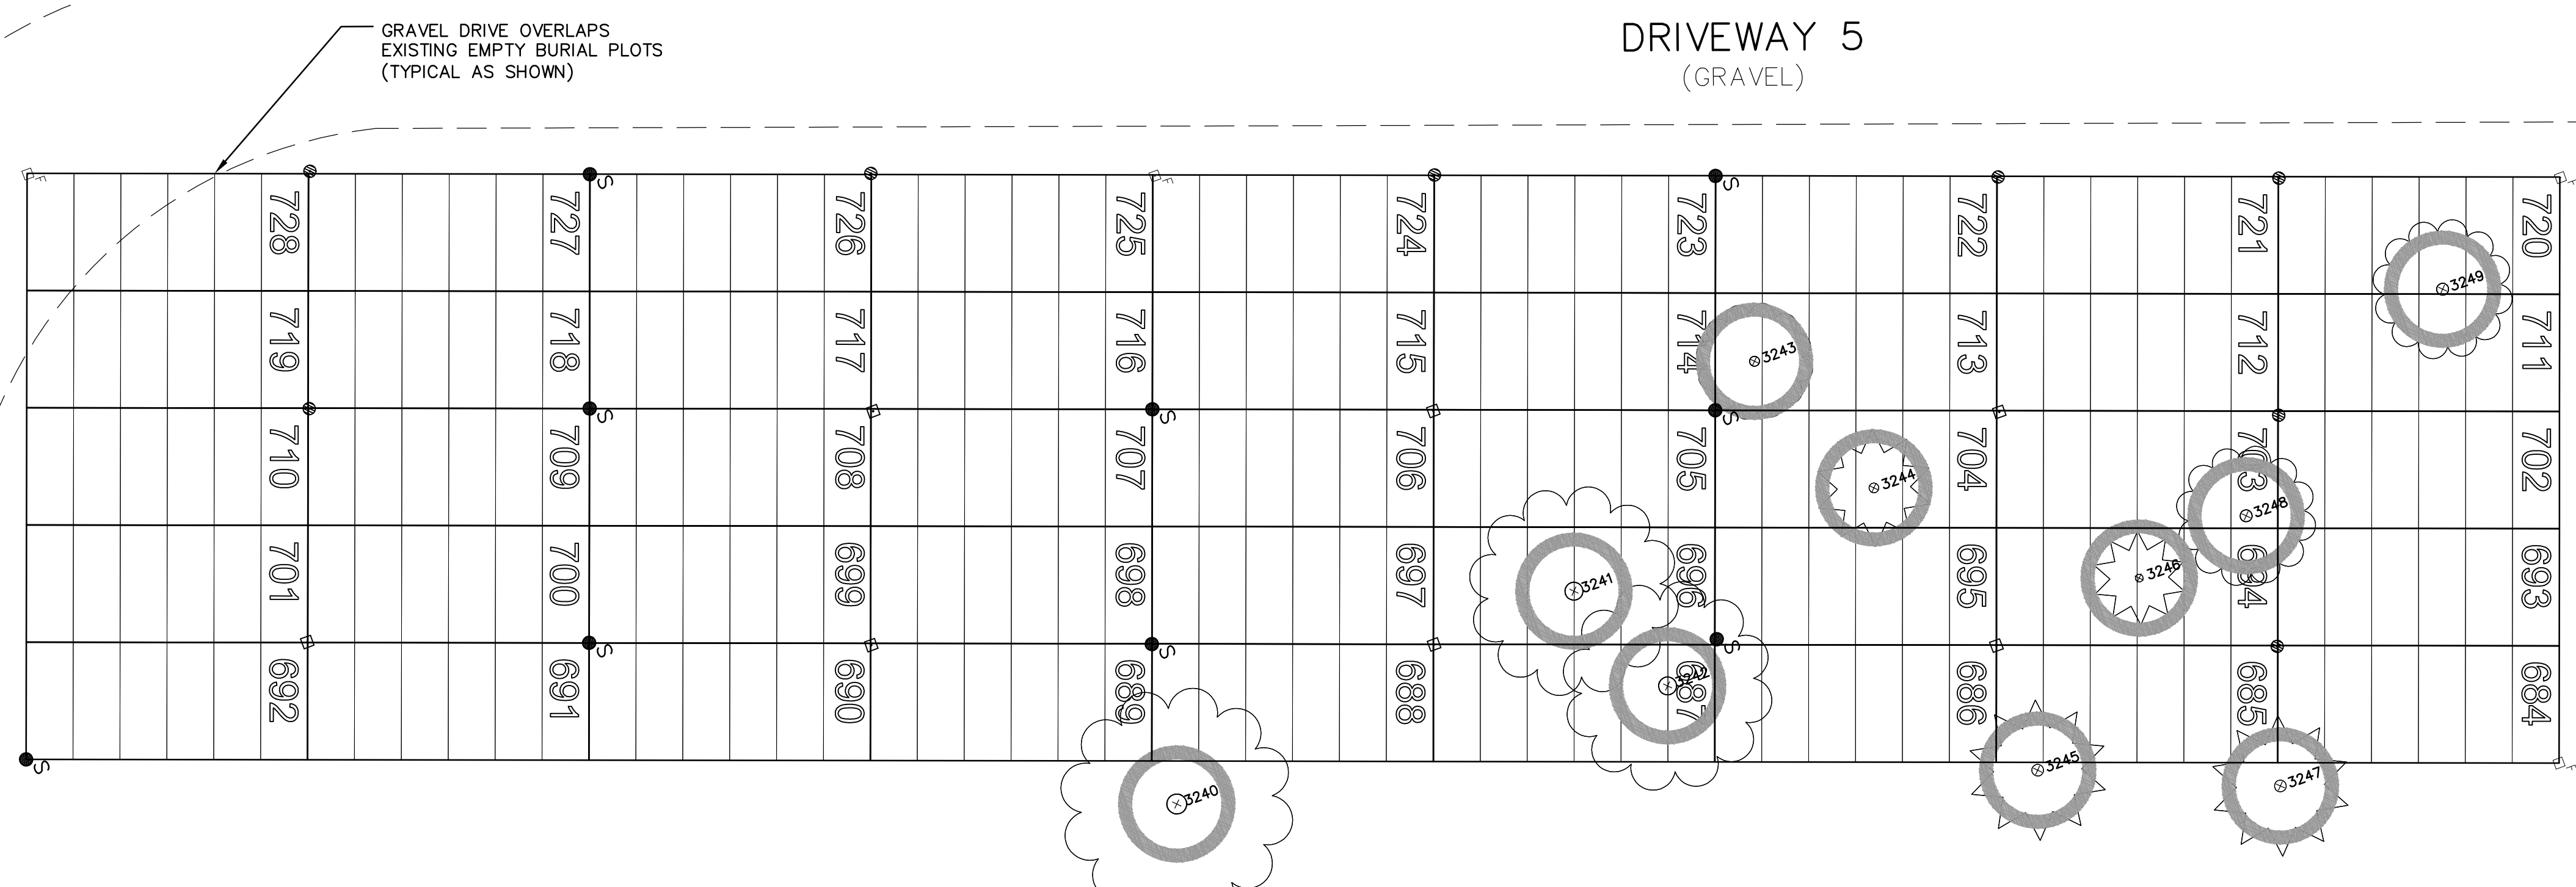 GRAVEL DRIVE OVERLAPS
EXISTING EMPTY BURIAL PLOTS
(TYPICAL AS SHOWN)
DRIVEWAY 5
(GRAVEL)
F S F S F
728 727 726 725 724 723 722 721 720
3249
719 718 717 716 715 714 713 712 711
3243
S S S
710 709 708 707 706 705 704 703 702
3244
3248
701 700 699 698 697 696 695 694 693
3241
3246
S S S
692 691 690 689 688 687 686 685 684
3242
S F
3245
3247
3240